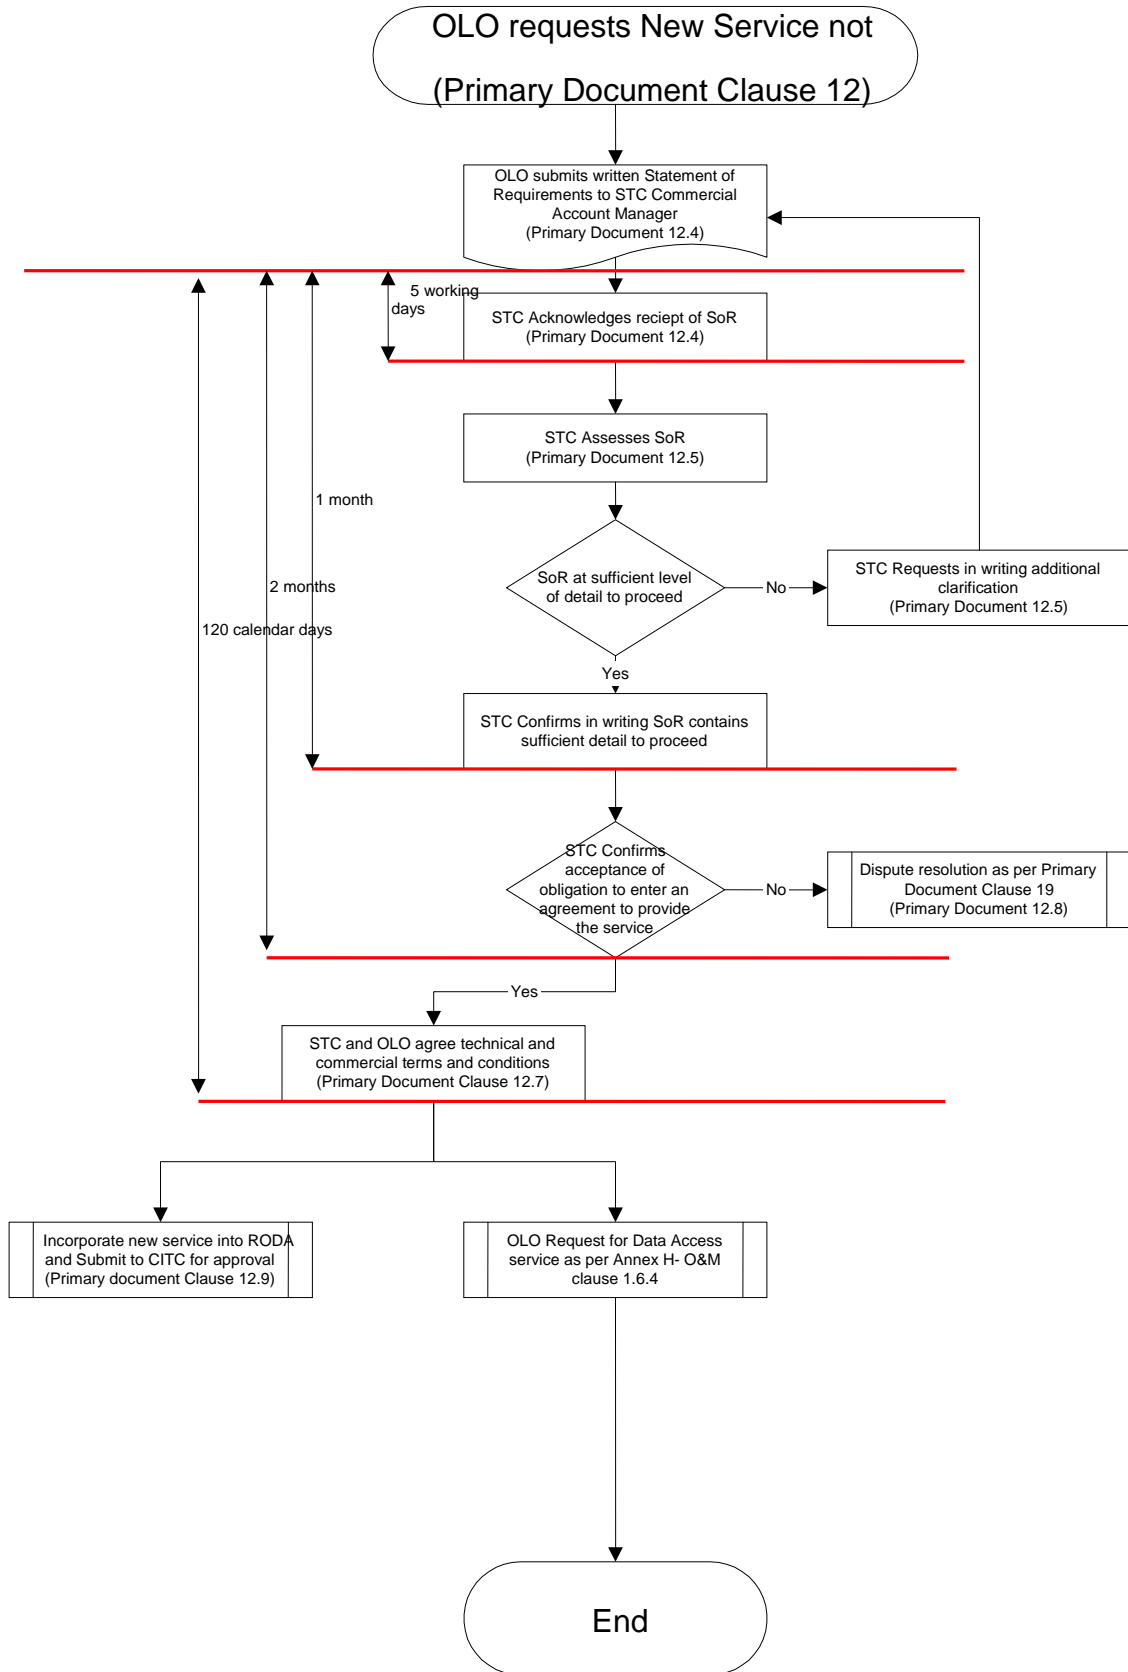 OLO requests New Service not
(Primary Document Clause 12)
OLO submits written Statement of
Requirements to STC Commercial
Account Manager
(Primary Document 12.4)
5 working
days
STC Acknowledges reciept of SoR
(Primary Document 12.4)
STC Assesses SoR
(Primary Document 12.5)
1 month
SoR at sufficient level
of detail to proceed
No
STC Requests in writing additional
clarification
(Primary Document 12.5)
2 months
120 calendar days
Yes
STC Confirms in writing SoR contains
sufficient detail to proceed
STC Confirms
acceptance of
obligation to enter an
agreement to provide
the service
No
Dispute resolution as per Primary
Document Clause 19
(Primary Document 12.8)
Yes
STC and OLO agree technical and
commercial terms and conditions
(Primary Document Clause 12.7)
Incorporate new service into RODA
and Submit to CITC for approval
(Primary document Clause 12.9)
OLO Request for Data Access
service as per Annex H- O&M
clause 1.6.4
End